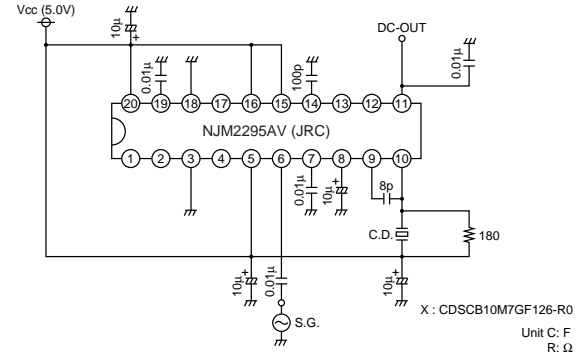 Vcc (5.0V)
10μ
+
0.01μ
100p
DC-OUT
0.01μ
20 19 18 17 16 15 14 13 12 11
NJM2295AV (JRC)
1 2 3 4 5 6 7 8 9 10
0.01μ
10μ
+
8p
C.D.
180
10μ
+
0.01μ
10μ
+
S.G.
X : CDSCB10M7GF126-R0
Unit C: F
R: Ω